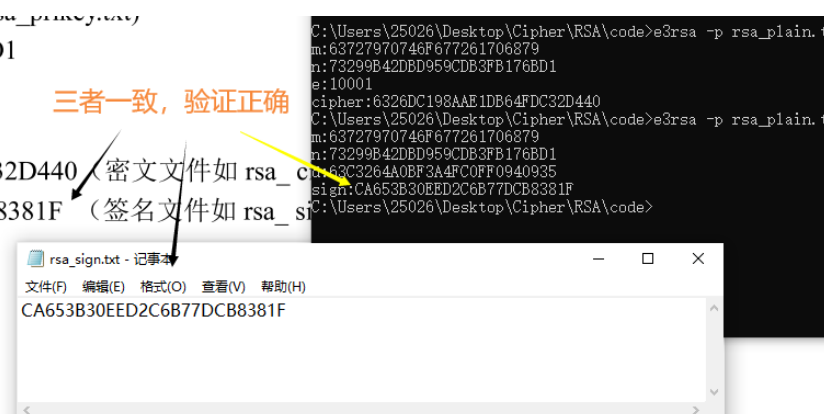 sa_prikey.txt)
D1
三者一致，验证正确
32D440（密文文件如 rsa_ c
8381F （签名文件如 rsa_ si
C:\Users\25026\Desktop\Cipher\RSA\code>e3rsa -p rsa_plain.t
m:63727970746F677261706879
n:73299B42DBD959CDB3FB176BD1
e:10001
cipher:6326DC198AAE1DB64FDC32D440
C:\Users\25026\Desktop\Cipher\RSA\code>e3rsa -p rsa_plain.t
m:63727970746F677261706879
n:73299B42DBD959CDB3FB176BD1
d:63C3264A0BF3A4FC0FF0940935
sign:CA653B30EED2C6B77DCB8381F
C:\Users\25026\Desktop\Cipher\RSA\code>
rsa_sign.txt - 记事本
文件(F) 编辑(E) 格式(O) 查看(V) 帮助(H)
CA653B30EED2C6B77DCB8381F